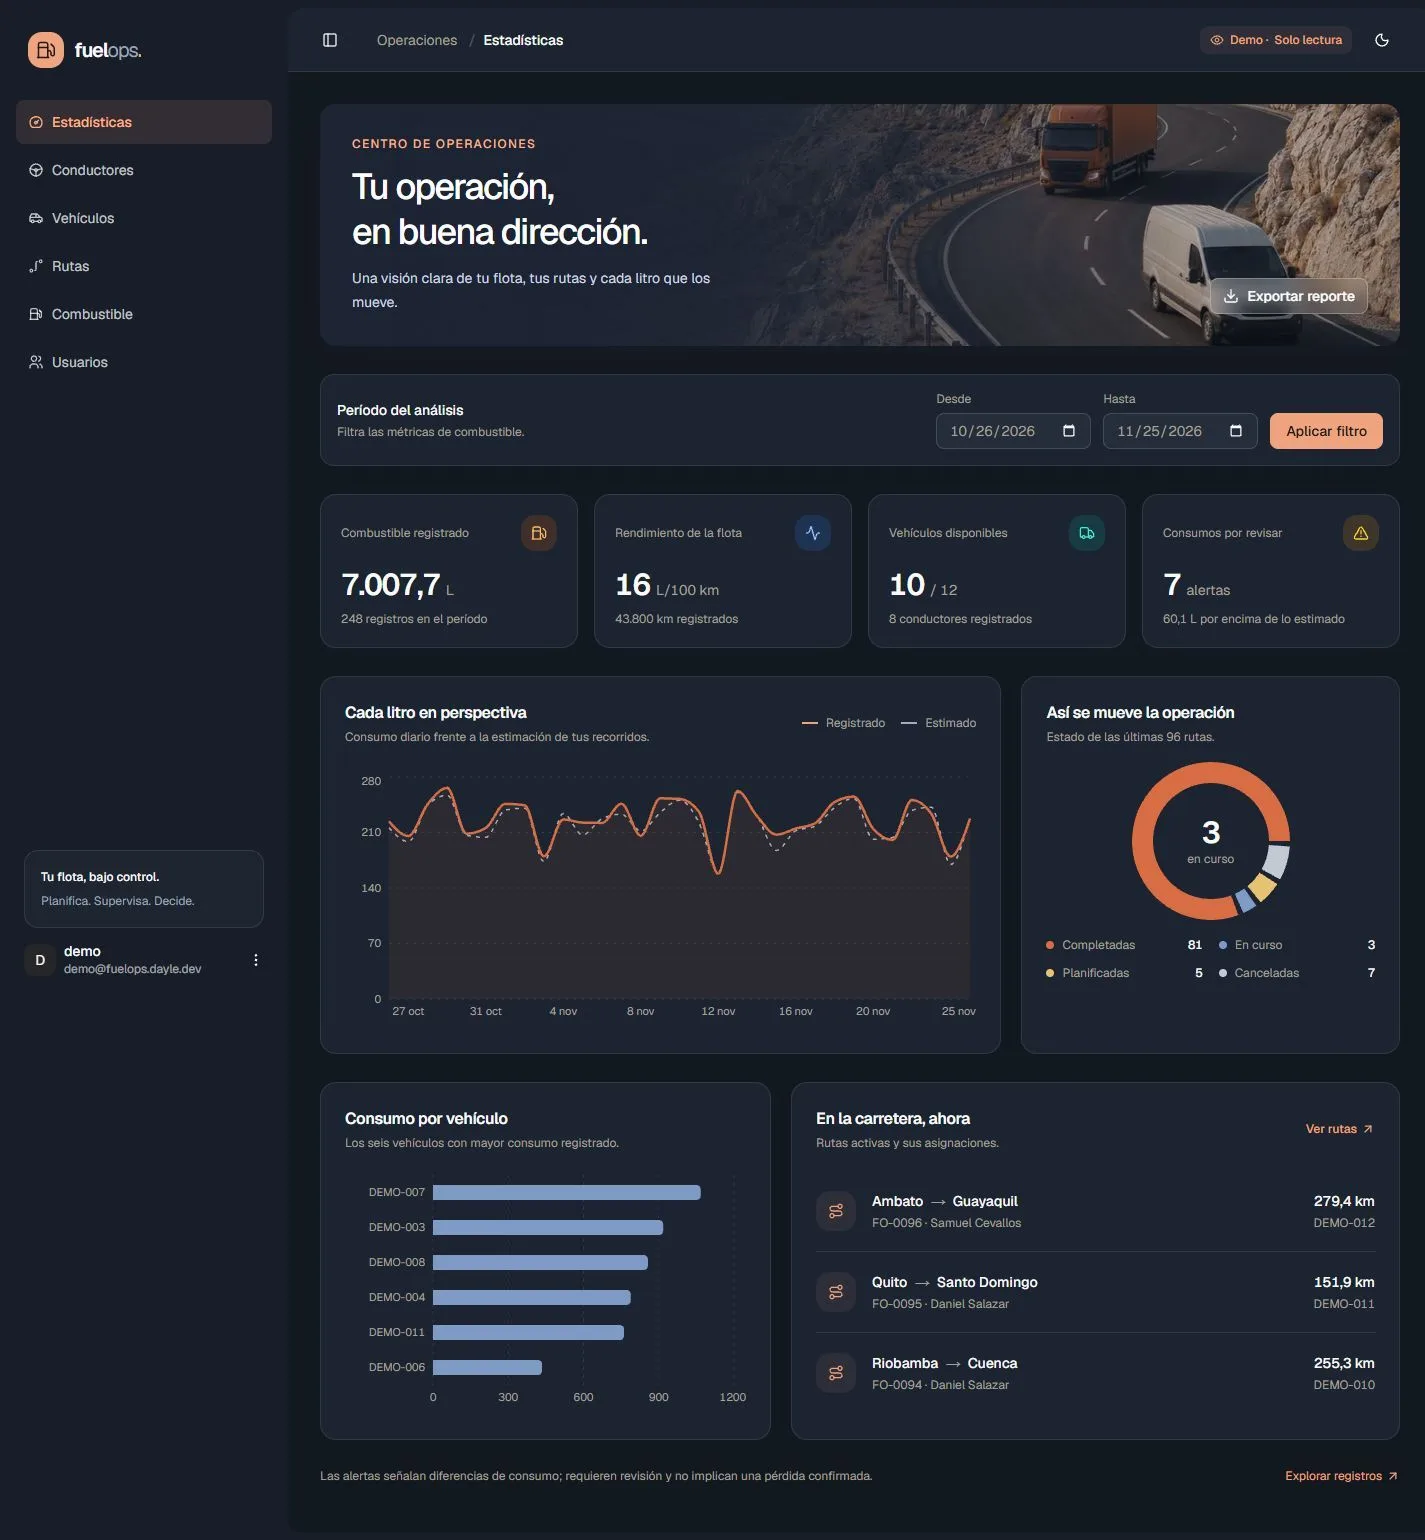 fuelops.
Operaciones / Estadísticas
Demo · Solo lectura
Estadísticas
Conductores
Vehículos
Rutas
Combustible
Usuarios
Tu flota, bajo control.
Planifica. Supervisa. Decide.
D
demo
demo@fuelops.dayle.dev
CENTRO DE OPERACIONES
Tu operación,
en buena dirección.
Una visión clara de tu flota, tus rutas y cada litro que los
mueve.
Exportar reporte
Período del análisis
Filtra las métricas de combustible.
Desde
10/26/2026
Hasta
11/25/2026
Aplicar filtro
Combustible registrado
7.007,7 L
248 registros en el período
Rendimiento de la flota
16 L/100 km
43.800 km registrados
Vehículos disponibles
10 / 12
8 conductores registrados
Consumos por revisar
7 alertas
60,1 L por encima de lo estimado
Cada litro en perspectiva
Consumo diario frente a la estimación de tus recorridos.
Registrado
Estimado
280
210
140
70
0
27 oct
31 oct
4 nov
8 nov
12 nov
16 nov
20 nov
25 nov
Así se mueve la operación
Estado de las últimas 96 rutas.
3
en curso
Completadas 81
En curso 3
Planificadas 5
Canceladas 7
Consumo por vehículo
Los seis vehículos con mayor consumo registrado.
DEMO-007
DEMO-003
DEMO-008
DEMO-004
DEMO-011
DEMO-006
0
300
600
900
1200
En la carretera, ahora
Rutas activas y sus asignaciones.
Ver rutas
Ambato → Guayaquil
279,4 km
FO-0096 · Samuel Cevallos
DEMO-012
Quito → Santo Domingo
151,9 km
FO-0095 · Daniel Salazar
DEMO-011
Riobamba → Cuenca
255,3 km
FO-0094 · Daniel Salazar
DEMO-010
Las alertas señalan diferencias de consumo; requieren revisión y no implican una pérdida confirmada.
Explorar registros